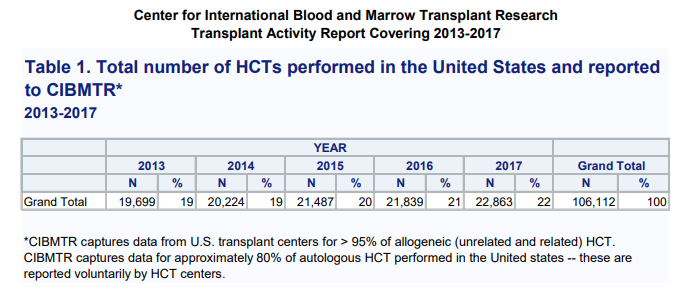 Center for International Blood and Marrow Transplant Research
Transplant Activity Report Covering 2013-2017
Table 1. Total number of HCTs performed in the United States and reported
to CIBMTR*
2013-2017
YEAR
2013 2014 2015 2016 2017 Grand Total
N % N % N % N % N % N %
Grand Total 19,699 19 20,224 19 21,487 20 21,839 21 22,863 22 106,112 100
*CIBMTR captures data from U.S. transplant centers for > 95% of allogeneic (unrelated and related) HCT.
CIBMTR captures data for approximately 80% of autologous HCT performed in the United states -- these are
reported voluntarily by HCT centers.